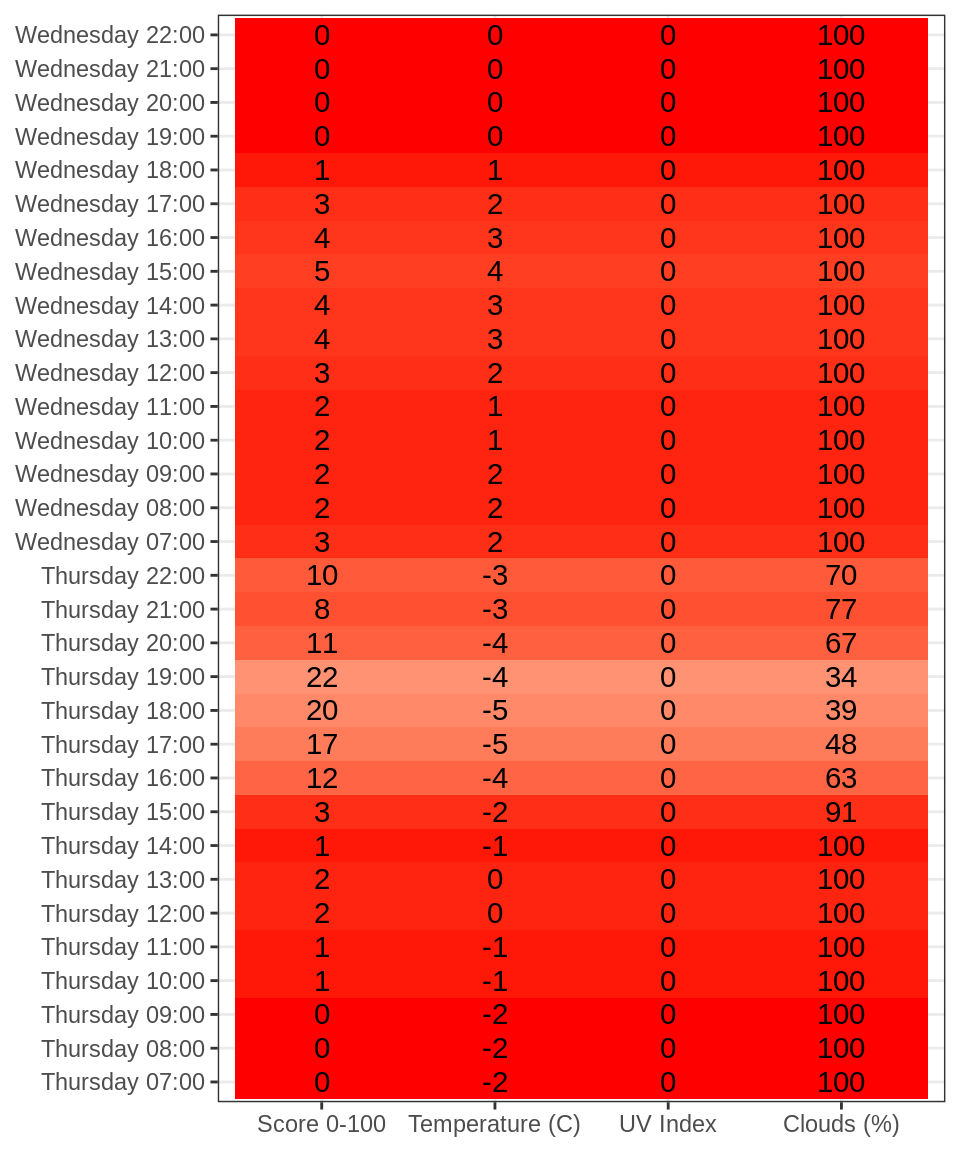 Wednesday 22:00 0 0 0 100
Wednesday 21:00 0 0 0 100
Wednesday 20:00 0 0 0 100
Wednesday 19:00 0 0 0 100
Wednesday 18:00 1 1 0 100
Wednesday 17:00 3 2 0 100
Wednesday 16:00 4 3 0 100
Wednesday 15:00 5 4 0 100
Wednesday 14:00 4 3 0 100
Wednesday 13:00 4 3 0 100
Wednesday 12:00 3 2 0 100
Wednesday 11:00 2 1 0 100
Wednesday 10:00 2 1 0 100
Wednesday 09:00 2 2 0 100
Wednesday 08:00 2 2 0 100
Wednesday 07:00 3 2 0 100
Thursday 22:00 10 -3 0 70
Thursday 21:00 8 -3 0 77
Thursday 20:00 11 -4 0 67
Thursday 19:00 22 -4 0 34
Thursday 18:00 20 -5 0 39
Thursday 17:00 17 -5 0 48
Thursday 16:00 12 -4 0 63
Thursday 15:00 3 -2 0 91
Thursday 14:00 1 -1 0 100
Thursday 13:00 2 0 0 100
Thursday 12:00 2 0 0 100
Thursday 11:00 1 -1 0 100
Thursday 10:00 1 -1 0 100
Thursday 09:00 0 -2 0 100
Thursday 08:00 0 -2 0 100
Thursday 07:00 0 -2 0 100
Score 0-100 Temperature (C) UV Index Clouds (%)